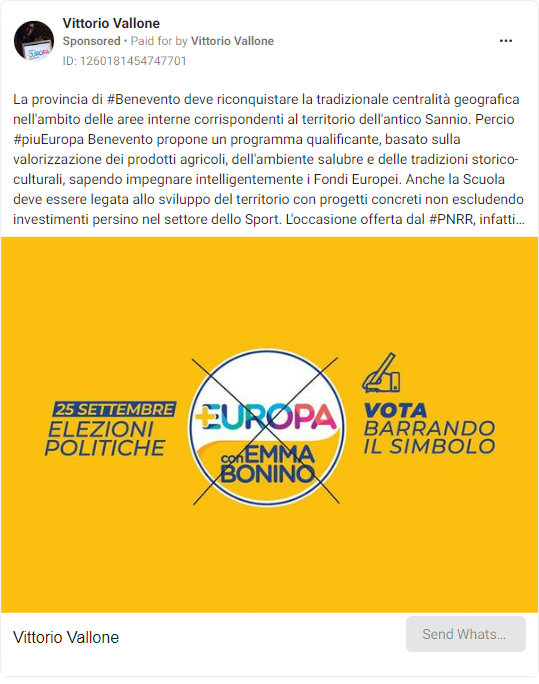 Vittorio Vallone
Sponsored • Paid for by Vittorio Vallone
ID: 1260181454747701
La provincia di #Benevento deve riconquistare la tradizionale centralità geografica
nell'ambito delle aree interne corrispondenti al territorio dell'antico Sannio. Percio
#piuEuropa Benevento propone un programma qualificante, basato sulla
valorizzazione dei prodotti agricoli, dell'ambiente salubre e delle tradizioni storico-
culturali, sapendo impegnare intelligentemente i Fondi Europei. Anche la Scuola
deve essere legata allo sviluppo del territorio con progetti concreti non escludendo
investimenti persino nel settore dello Sport. L'occasione offerta dal #PNRR, infatti...
25 SETTEMBRE
ELEZIONI
POLITICHE
+EUROPA
con EMMA
BONINO
VOTA
BARRANDO
IL SIMBOLO
Vittorio Vallone
Send Whats...